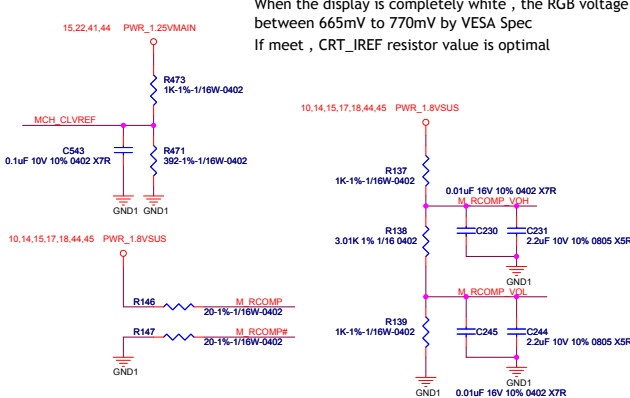 When the display is completely white , the RGB voltage
between 665mV to 770mV by VESA Spec
If meet , CRT_IREF resistor value is optimal
15,22,41,44 PWR_1.25VMAIN
R473
1K-1%-1/16W-0402
MCH_CLVREF
C543
0.1uF 10V 10% 0402 X7R
R471
392-1%-1/16W-0402
GND1 GND1
10,14,15,17,18,44,45 PWR_1.8VSUS
R146
M_RCOMP
20-1%-1/16W-0402
R147
M_RCOMP#
20-1%-1/16W-0402
GND1
10,14,15,17,18,44,45 PWR_1.8VSUS
R137
1K-1%-1/16W-0402
0.01uF 16V 10% 0402 X7R
M_RCOMP_VOH
R138
3.01K 1% 1/16 0402
C230
C231
2.2uF 10V 10% 0805 X5R
GND1
M_RCOMP_VOL
R139
1K-1%-1/16W-0402
C245
C244
2.2uF 10V 10% 0805 X5R
GND1
GND1
0.01uF 16V 10% 0402 X7R